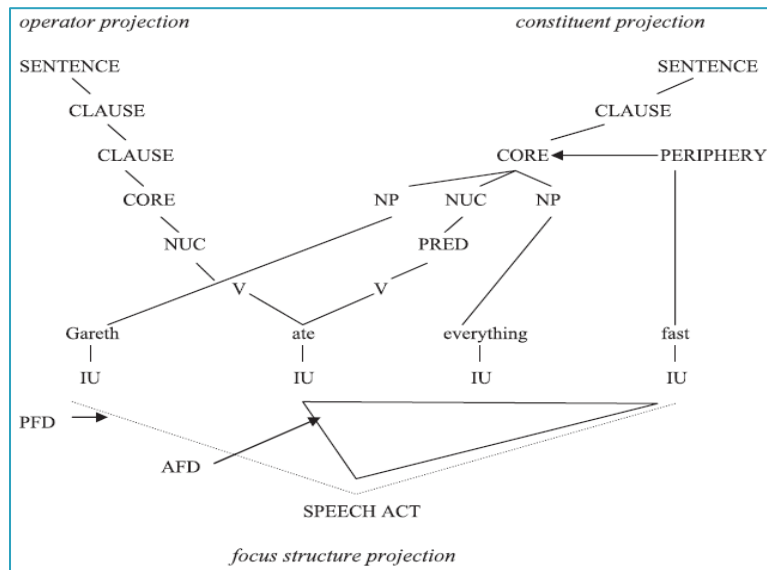 operator projection constituent projection
SENTENCE SENTENCE
CLAUSE CLAUSE
CLAUSE CORE PERIPHERY
CORE NP NUC NP
NUC PRED
V V
Gareth ate everything fast
IU IU IU IU
PFD
AFD
SPEECH ACT
focus structure projection